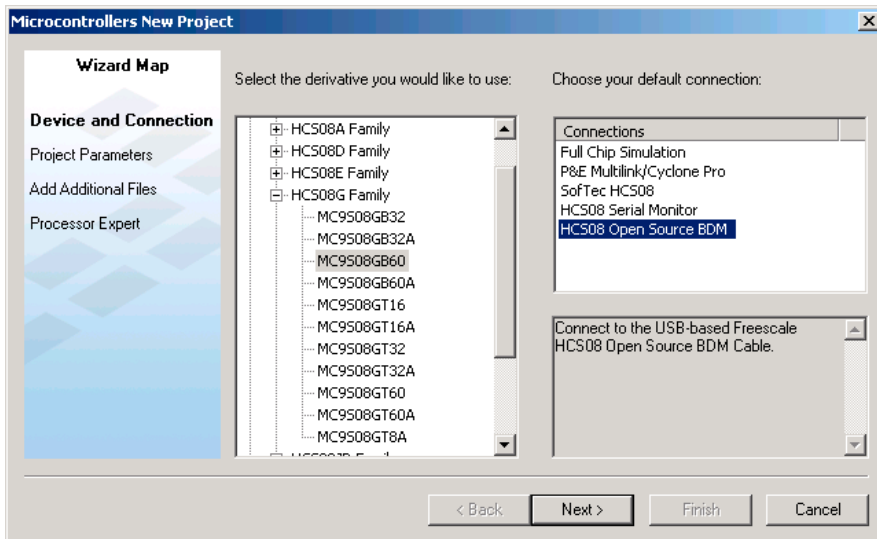 Microcontrollers New Project
Wizard Map
Device and Connection
Project Parameters
Add Additional Files
Processor Expert
Select the derivative you would like to use:
HCS08A Family
HCS08D Family
HCS08E Family
HCS08G Family
MC9S08GB32
MC9S08GB32A
MC9S08GB60
MC9S08GB60A
MC9S08GT16
MC9S08GT16A
MC9S08GT32
MC9S08GT32A
MC9S08GT60
MC9S08GT60A
MC9S08GT8A
Choose your default connection:
Connections
Full Chip Simulation
P&E Multilink/Cyclone Pro
SofTec HCS08
HCS08 Serial Monitor
HCS08 Open Source BDM
Connect to the USB-based Freescale
HCS08 Open Source BDM Cable.
< Back
Next >
Finish
Cancel